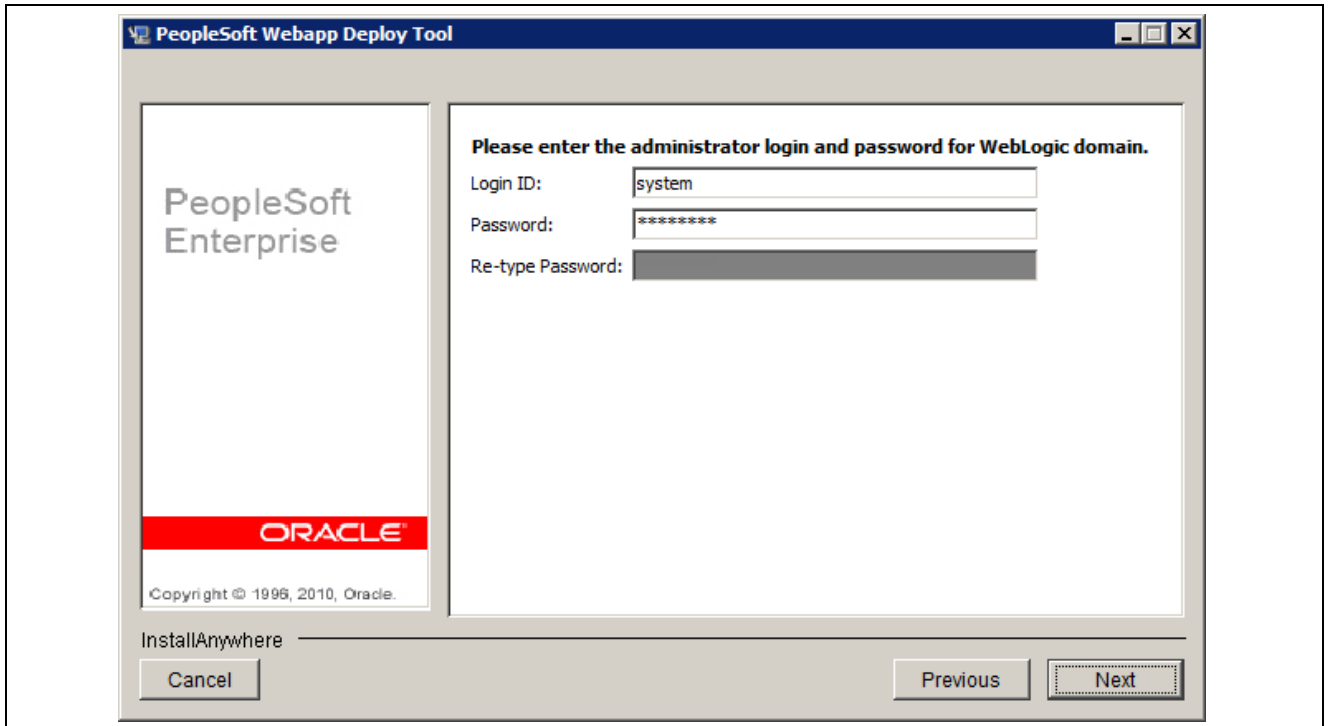 PeopleSoft Webapp Deploy Tool
PeopleSoft
Enterprise
ORACLE
Copyright © 1996, 2010, Oracle.
Please enter the administrator login and password for WebLogic domain.
Login ID: system
Password: ********
Re-type Password:
InstallAnywhere
Cancel Previous Next